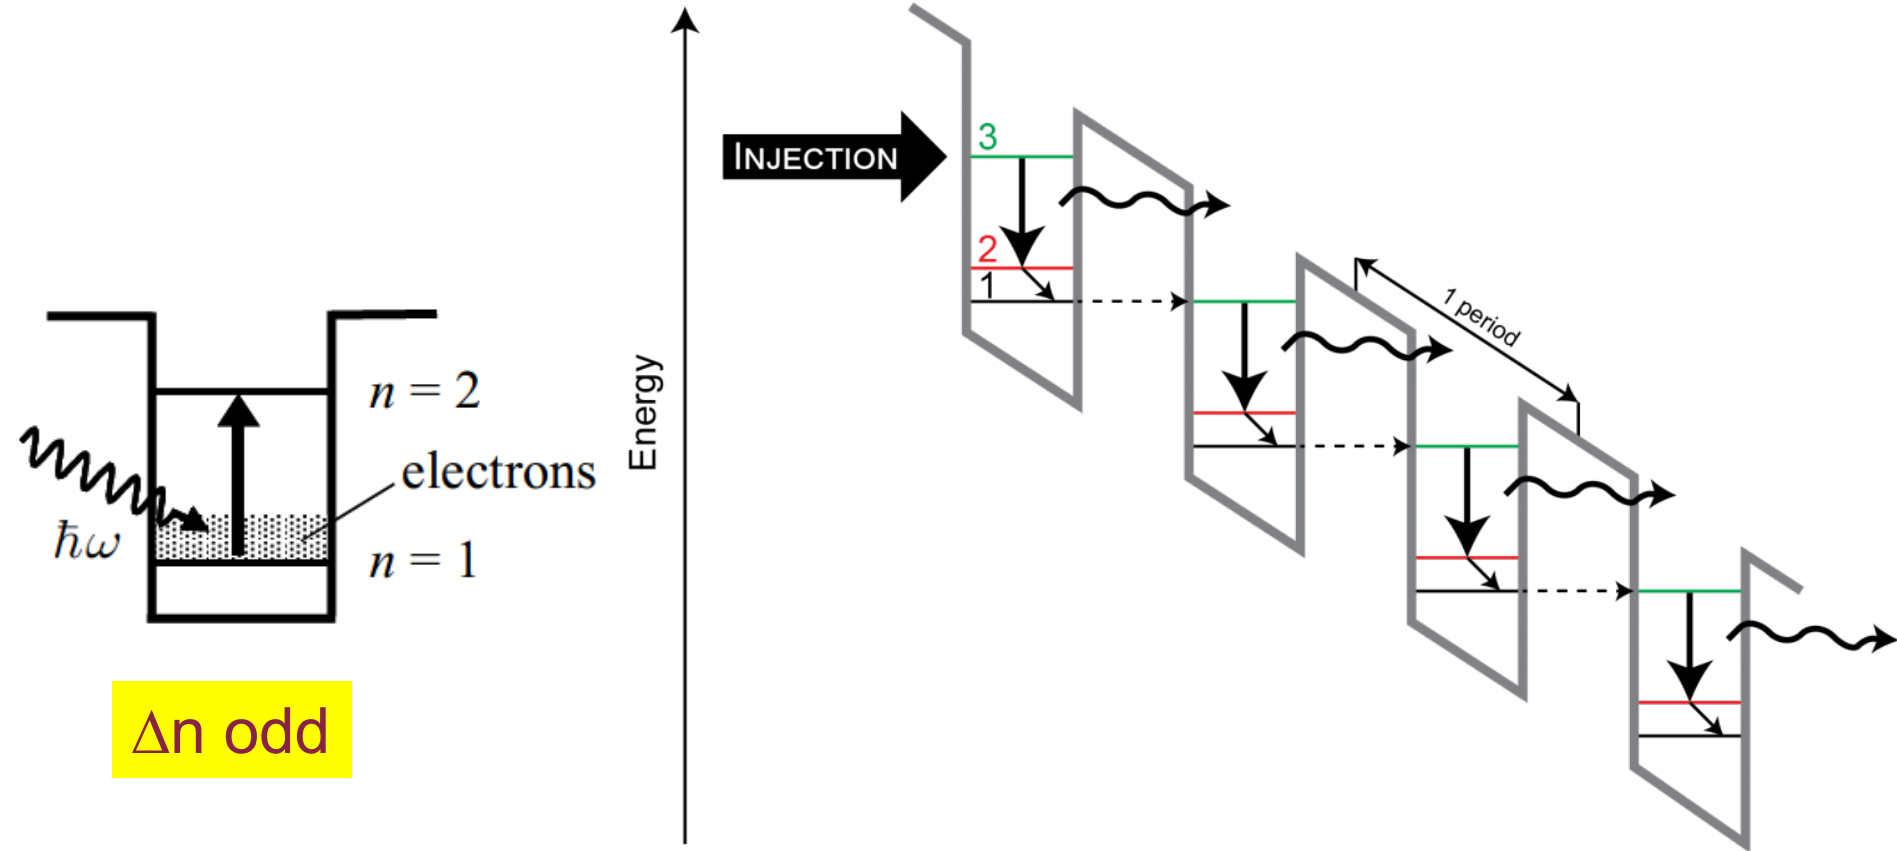 n = 2
electrons
ħω
n = 1
Δn odd
Energy
INJECTION
3
2
1
1 period